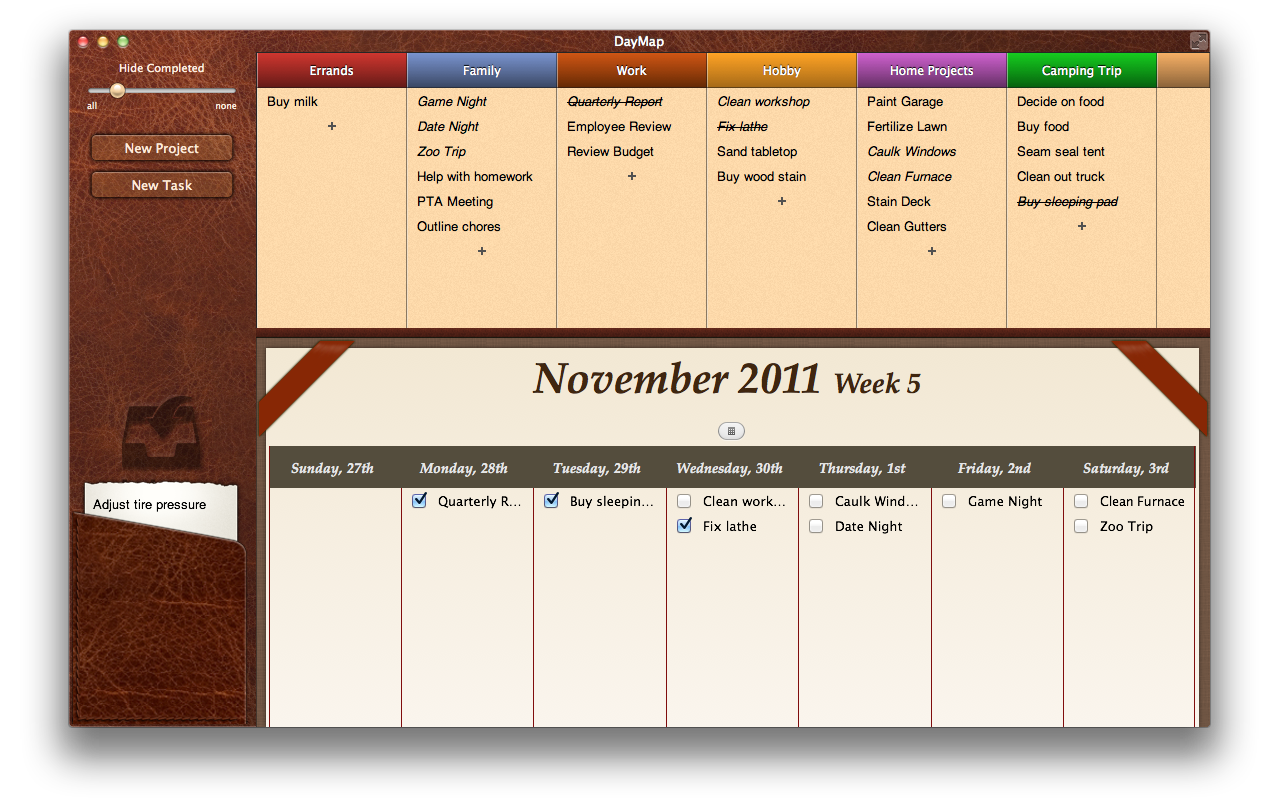 DayMap
Hide Completed
all none
New Project
New Task
Adjust tire pressure
Errands
Buy milk
+
Family
Game Night
Date Night
Zoo Trip
Help with homework
PTA Meeting
Outline chores
+
Work
Quarterly Report
Employee Review
Review Budget
+
Hobby
Clean workshop
Fix lathe
Sand tabletop
Buy wood stain
+
Home Projects
Paint Garage
Fertilize Lawn
Caulk Windows
Clean Furnace
Stain Deck
Clean Gutters
+
Camping Trip
Decide on food
Buy food
Seam seal tent
Clean out truck
Buy sleeping pad
+
November 2011 Week 5
Sunday, 27th
Monday, 28th
Quarterly R...
Tuesday, 29th
Buy sleepin...
Wednesday, 30th
Clean work...
Fix lathe
Thursday, 1st
Caulk Wind...
Date Night
Friday, 2nd
Game Night
Saturday, 3rd
Clean Furnace
Zoo Trip